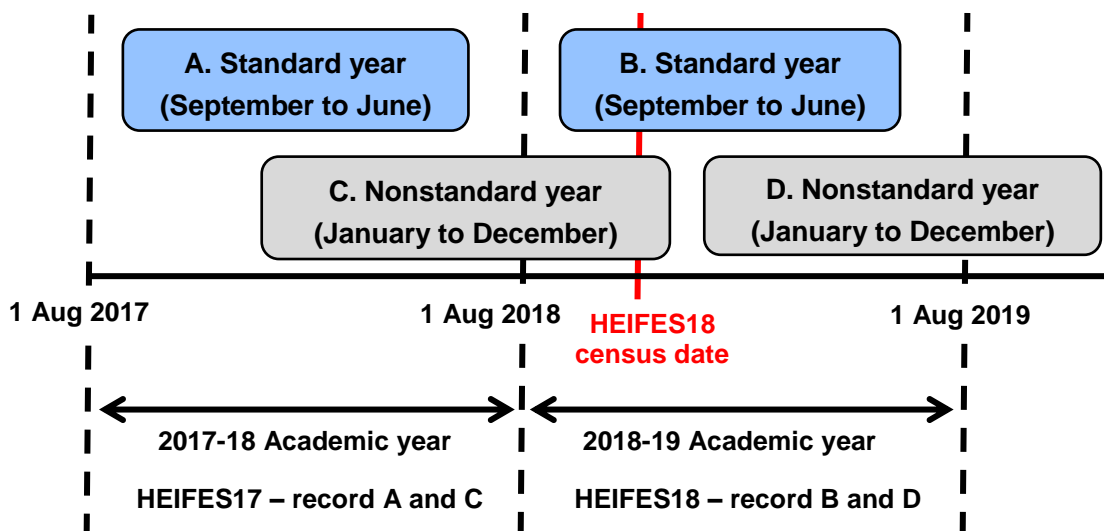 A. Standard year
(September to June)
B. Standard year
(September to June)
C. Nonstandard year
(January to December)
D. Nonstandard year
(January to December)
1 Aug 2017
1 Aug 2018
1 Aug 2019
HEIFES18
census date
2017-18 Academic year
2018-19 Academic year
HEIFES17 – record A and C
HEIFES18 – record B and D